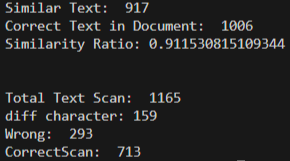 Similar Text:  917
Correct Text in Document:  1006
Similarity Ratio: 0.911530815109344
Total Text Scan:  1165
diff character: 159
Wrong:  293
CorrectScan:  713